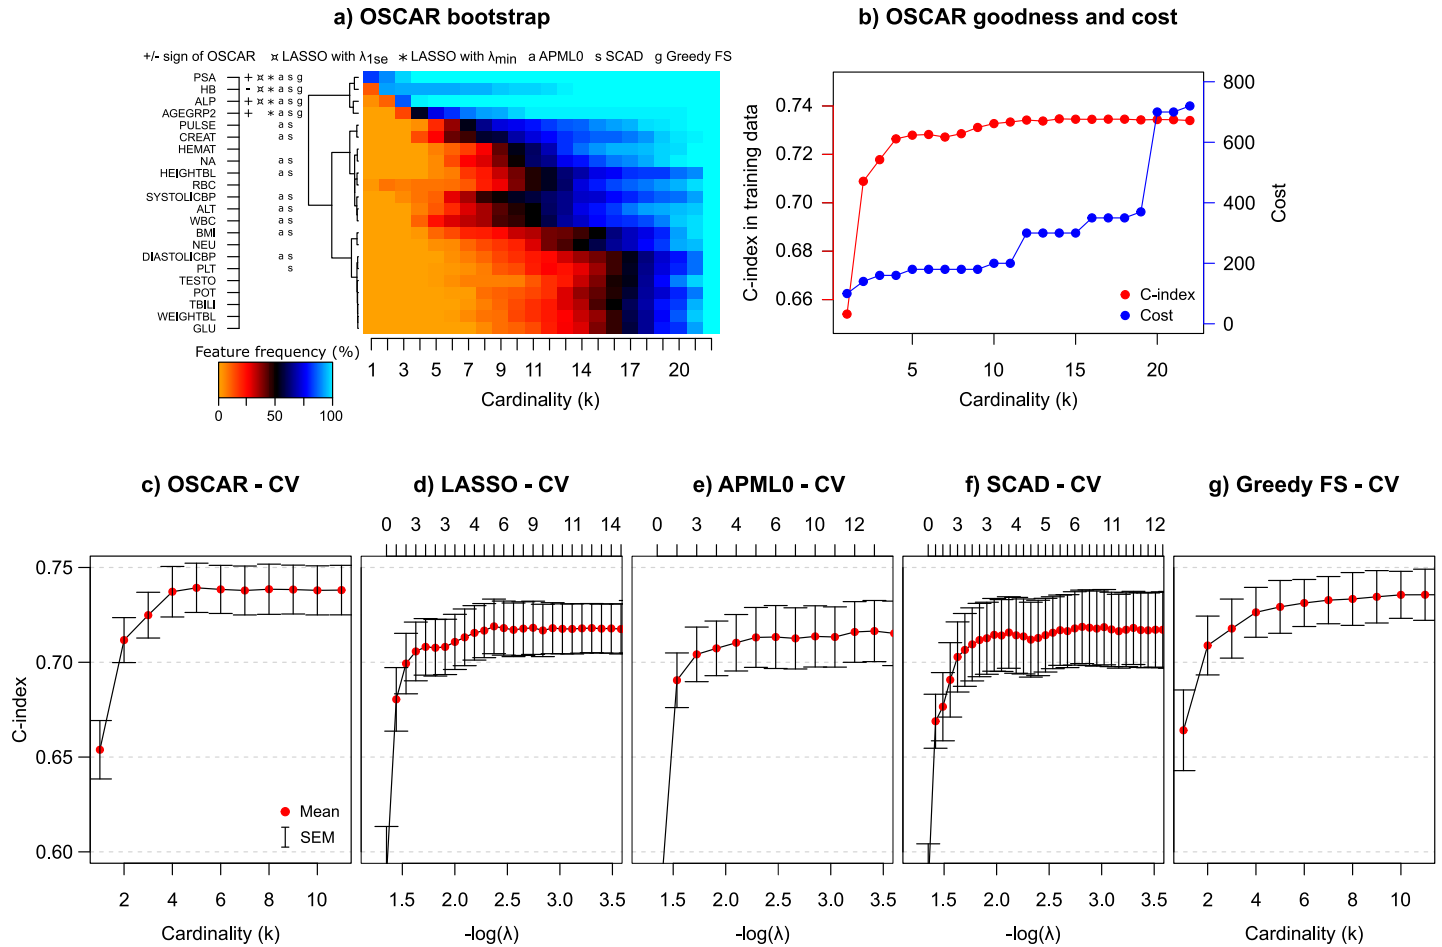 a) OSCAR bootstrap
+/- sign of OSCAR ¤ LASSO with λ1se * LASSO with λmin a APML0 s SCAD g Greedy FS
PSA + ¤ * a s g
HB - ¤ * a s g
ALP + ¤ * a s g
AGEGRP2 + * a s g
PULSE a s
CREAT a s
HEMAT
NA a s
HEIGHTBL a s
RBC
SYSTOLICBP a s
ALT a s
WBC a s
BMI a s
NEU
DIASTOLICBP a s
PLT s
TESTO
POT
TBILI
WEIGHTBL
GLU
Feature frequency (%)
0 50 100
1 3 5 7 9 11 14 17 20
Cardinality (k)
b) OSCAR goodness and cost
C-index in training data
0.74
0.72
0.70
0.68
0.66
800
600
400
200
0
Cost
C-index
Cost
5 10 15 20
Cardinality (k)
c) OSCAR - CV
C-index
0.75
0.70
0.65
0.60
Mean
SEM
2 4 6 8 10
Cardinality (k)
d) LASSO - CV
0 3 3 4 6 9 11 14
1.5 2.0 2.5 3.0 3.5
-log(λ)
e) APML0 - CV
0 3 4 6 10 12
1.5 2.0 2.5 3.0 3.5
-log(λ)
f) SCAD - CV
0 3 3 4 5 6 11 12
1.5 2.0 2.5 3.0 3.5
-log(λ)
g) Greedy FS - CV
2 4 6 8 10
Cardinality (k)